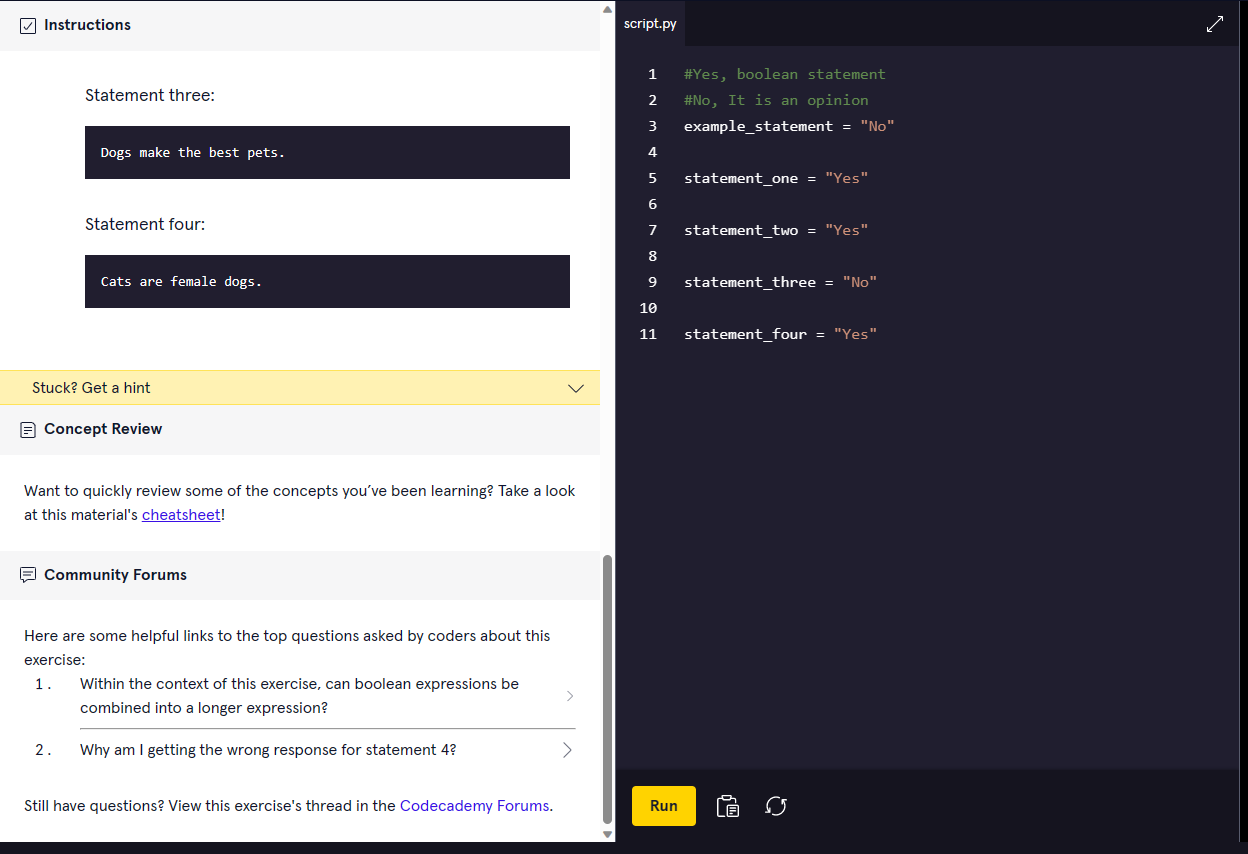 Instructions
Statement three:
Dogs make the best pets.
Statement four:
Cats are female dogs.
Stuck? Get a hint
Concept Review
Want to quickly review some of the concepts you’ve been learning? Take a look
at this material's cheatsheet!
Community Forums
Here are some helpful links to the top questions asked by coders about this
exercise:
1. Within the context of this exercise, can boolean expressions be
combined into a longer expression?
2. Why am I getting the wrong response for statement 4?
Still have questions? View this exercise's thread in the Codecademy Forums.
script.py
1 #Yes, boolean statement
2 #No, It is an opinion
3 example_statement = "No"
4
5 statement_one = "Yes"
6
7 statement_two = "Yes"
8
9 statement_three = "No"
10
11 statement_four = "Yes"
Run